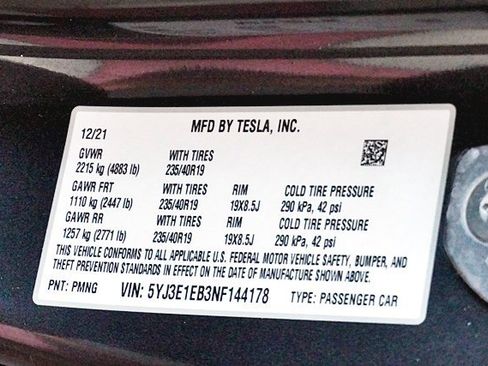 MFD BY TESLA, INC.
12/21
GVWR WITH TIRES
2215 kg (4883 lb) 235/40R19
GAWR FRT WITH TIRES RIM COLD TIRE PRESSURE
1110 kg (2447 lb) 235/40R19 19X8.5J 290 kPa, 42 psi
GAWR RR WITH TIRES RIM COLD TIRE PRESSURE
1257 kg (2771 lb) 235/40R19 19X8.5J 290 kPa, 42 psi
THIS VEHICLE CONFORMS TO ALL APPLICABLE U.S. FEDERAL MOTOR VEHICLE SAFETY, BUMPER, AND
THEFT PREVENTION STANDARDS IN EFFECT ON THE DATE OF MANUFACTURE SHOWN ABOVE.
PNT: PMNG VIN: 5YJ3E1EB3NF144178 TYPE: PASSENGER CAR